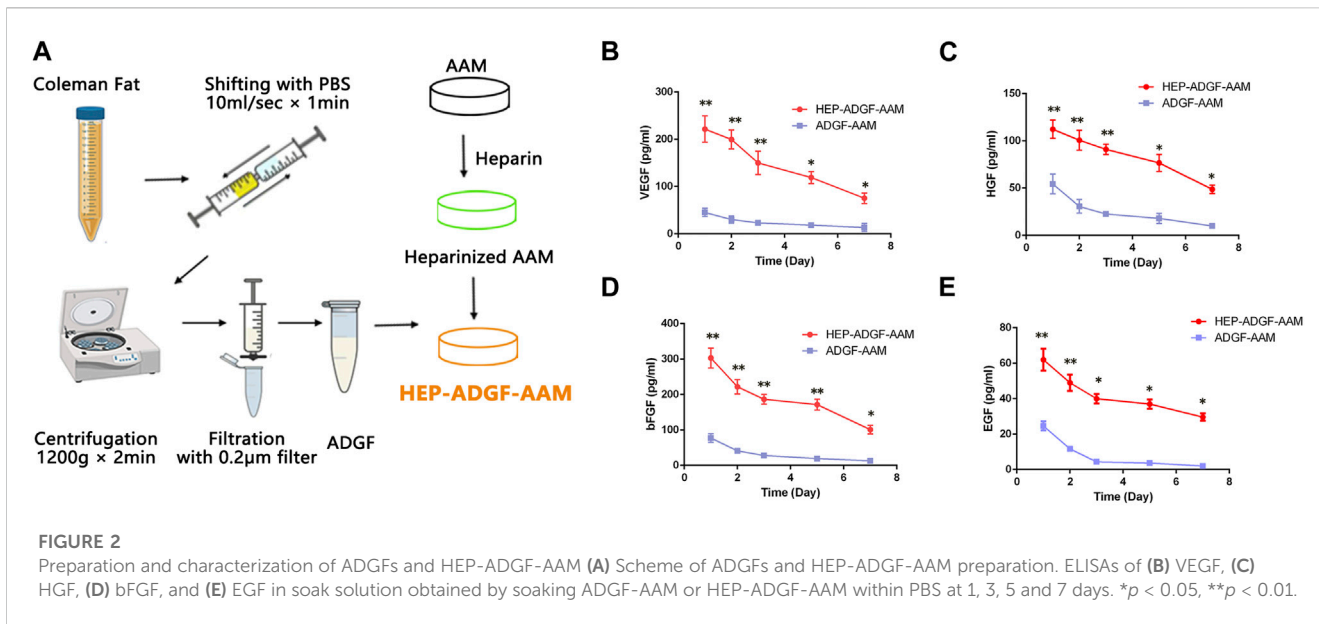 A
Coleman Fat
Shifting with PBS
10ml/sec × 1min
AAM
Heparin
Heparinized AAM
Centrifugation
1200g × 2min
Filtration
with 0.2μm filter
ADGF
HEP-ADGF-AAM
B
VEGF (pg/ml)
300
200
100
0
0 2 4 6 8
Time (Day)
** ** ** * *
HEP-ADGF-AAM
ADGF-AAM
C
HGF (pg/ml)
150
100
50
0
0 2 4 6 8
Time (Day)
** ** ** * *
HEP-ADGF-AAM
ADGF-AAM
D
bFGF (pg/ml)
400
300
200
100
0
0 2 4 6 8
Time (Day)
** ** ** ** *
HEP-ADGF-AAM
ADGF-AAM
E
EGF (pg/ml)
80
60
40
20
0
0 2 4 6 8
Time (Day)
** ** * * *
HEP-ADGF-AAM
ADGF-AAM
FIGURE 2
Preparation and characterization of ADGFs and HEP-ADGF-AAM (A) Scheme of ADGFs and HEP-ADGF-AAM preparation. ELISAs of (B) VEGF, (C)
HGF, (D) bFGF, and (E) EGF in soak solution obtained by soaking ADGF-AAM or HEP-ADGF-AAM within PBS at 1, 3, 5 and 7 days. *p < 0.05, **p < 0.01.